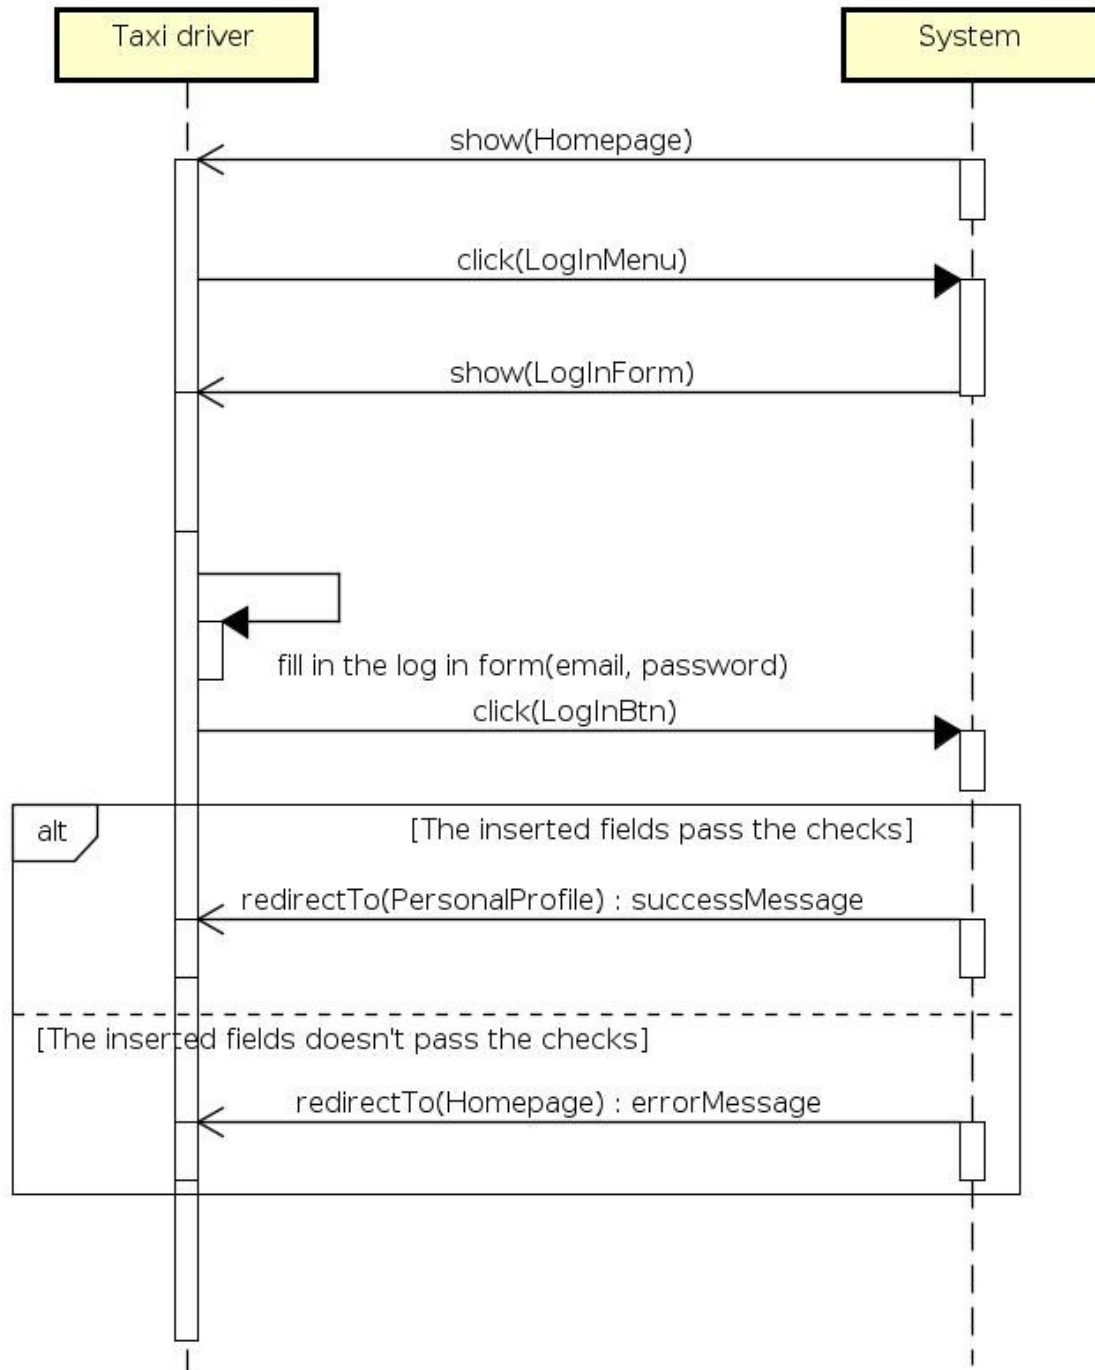 Taxi driver
System
show(Homepage)
click(LogInMenu)
show(LogInForm)
fill in the log in form(email, password)
click(LogInBtn)
alt
[The inserted fields pass the checks]
redirectTo(PersonalProfile) : successMessage
[The inserted fields doesn't pass the checks]
redirectTo(Homepage) : errorMessage